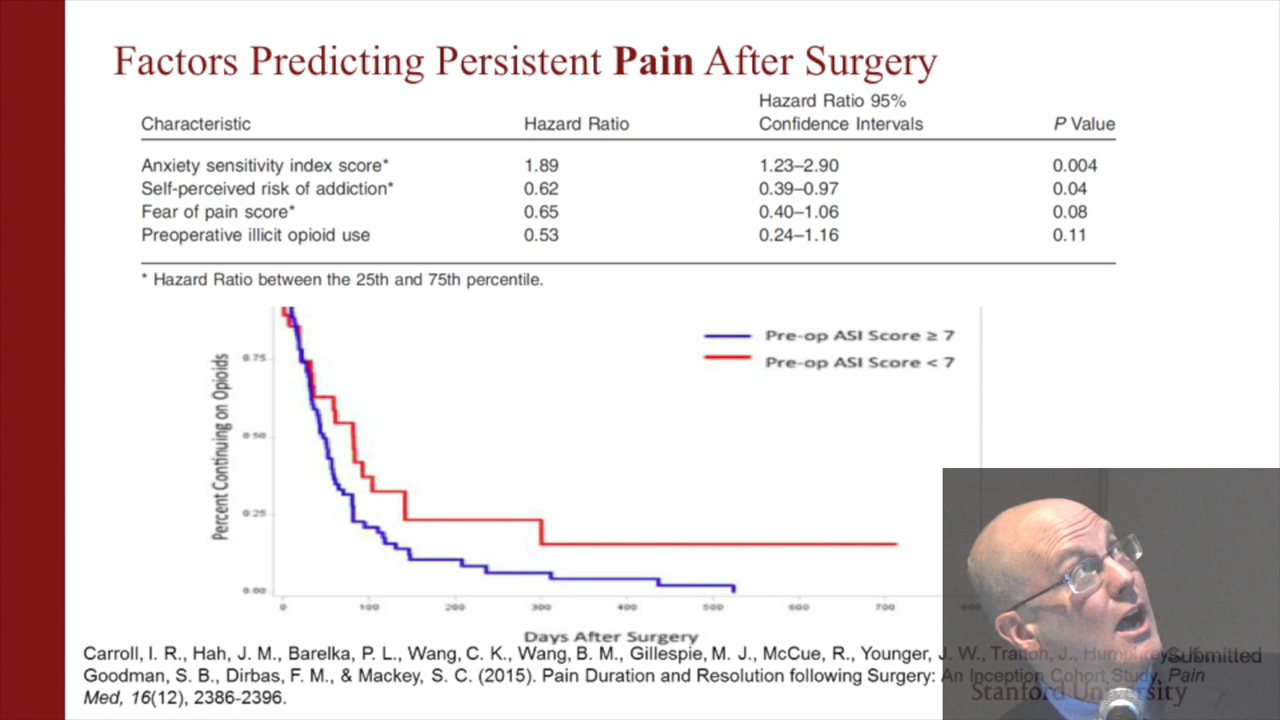 Factors Predicting Persistent Pain After Surgery
Characteristic Hazard Ratio Hazard Ratio 95% Confidence Intervals P Value
Anxiety sensitivity index score* 1.89 1.23–2.90 0.004
Self-perceived risk of addiction* 0.62 0.39–0.97 0.04
Fear of pain score* 0.65 0.40–1.06 0.08
Preoperative illicit opioid use 0.53 0.24–1.16 0.11
* Hazard Ratio between the 25th and 75th percentile.
Pre-op ASI Score ≥ 7
Pre-op ASI Score < 7
Percent Continuing on Opioids
0.75
0.50
0.25
0.00
0 100 200 300 400 500 600 700 800
Days After Surgery
Carroll, I. R., Hah, J. M., Barelka, P. L., Wang, C. K., Wang, B. M., Gillespie, M. J., McCue, R., Younger, J. W., Trafton, J., Humphreys, K.
Submitted
Goodman, S. B., Dirbas, F. M., & Mackey, S. C. (2015). Pain Duration and Resolution following Surgery: An Inception Cohort Study. Pain
Med, 16(12), 2386-2396.
Stanford University